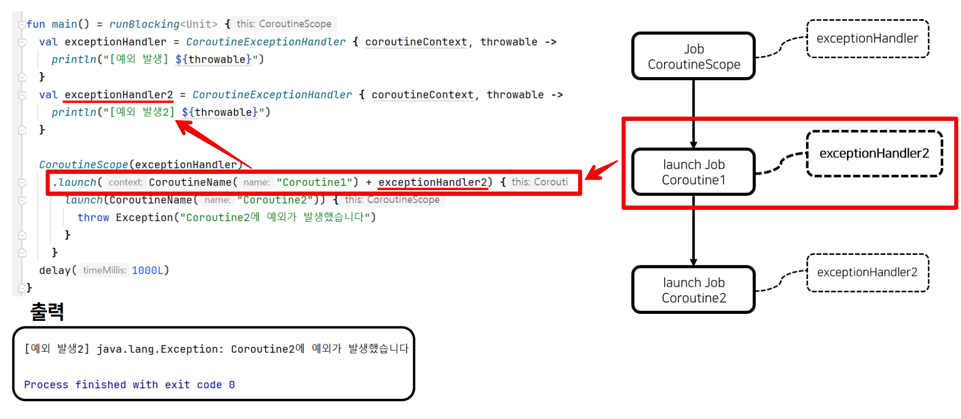 fun main() = runBlocking<Unit> { this: CoroutineScope
val exceptionHandler = CoroutineExceptionHandler { coroutineContext, throwable ->
println("[예외 발생] ${throwable}")
}
val exceptionHandler2 = CoroutineExceptionHandler { coroutineContext, throwable ->
println("[예외 발생2] ${throwable}")
}
CoroutineScope(exceptionHandler)
.launch( context: CoroutineName( name: "Coroutine1") + exceptionHandler2) { this: Corouti
launch(CoroutineName( name: "Coroutine2")) { this: CoroutineScope
throw Exception("Coroutine2에 예외가 발생했습니다")
}
}
delay( timeMillis: 1000L)
}
출력
[예외 발생2] java.lang.Exception: Coroutine2에 예외가 발생했습니다
Process finished with exit code 0
Job
CoroutineScope
exceptionHandler
launch Job
Coroutine1
exceptionHandler2
launch Job
Coroutine2
exceptionHandler2